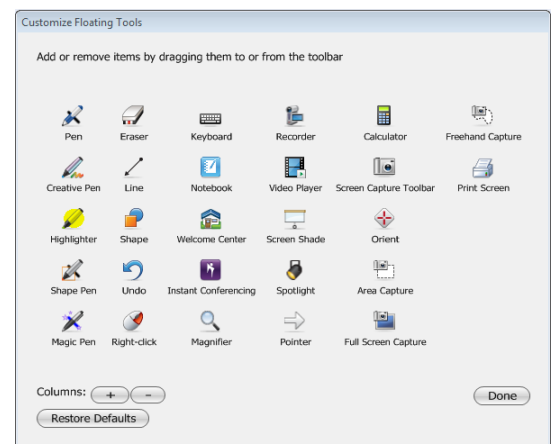 Customize Floating Tools
Add or remove items by dragging them to or from the toolbar
Pen Eraser Keyboard Recorder Calculator Freehand Capture
Creative Pen Line Notebook Video Player Screen Capture Toolbar Print Screen
Highlighter Shape Welcome Center Screen Shade Orient
Shape Pen Undo Instant Conferencing Spotlight Area Capture
Magic Pen Right-click Magnifier Pointer Full Screen Capture
Columns: + -
Done
Restore Defaults